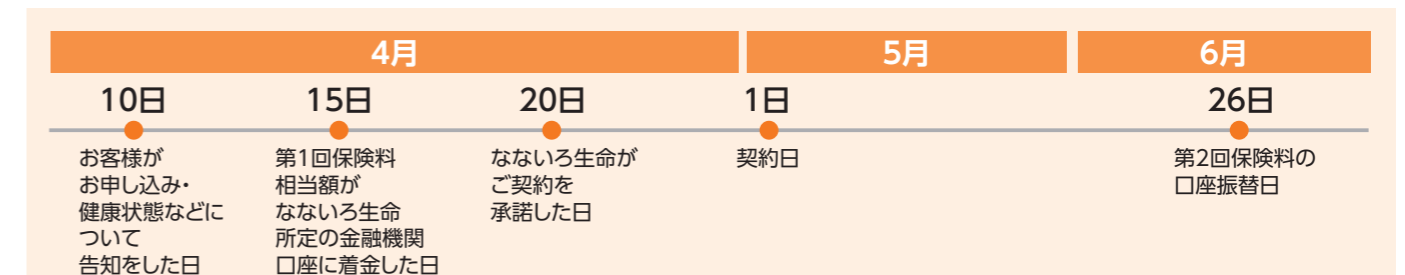 4月
5月
6月
10日
15日
20日
1日
26日
お客様が
お申し込み・
健康状態などに
ついて
告知をした日
第1回保険料
相当額が
なないろ生命
所定の金融機関
口座に着金した日
なないろ生命が
ご契約を
承諾した日
契約日
第2回保険料の
口座振替日